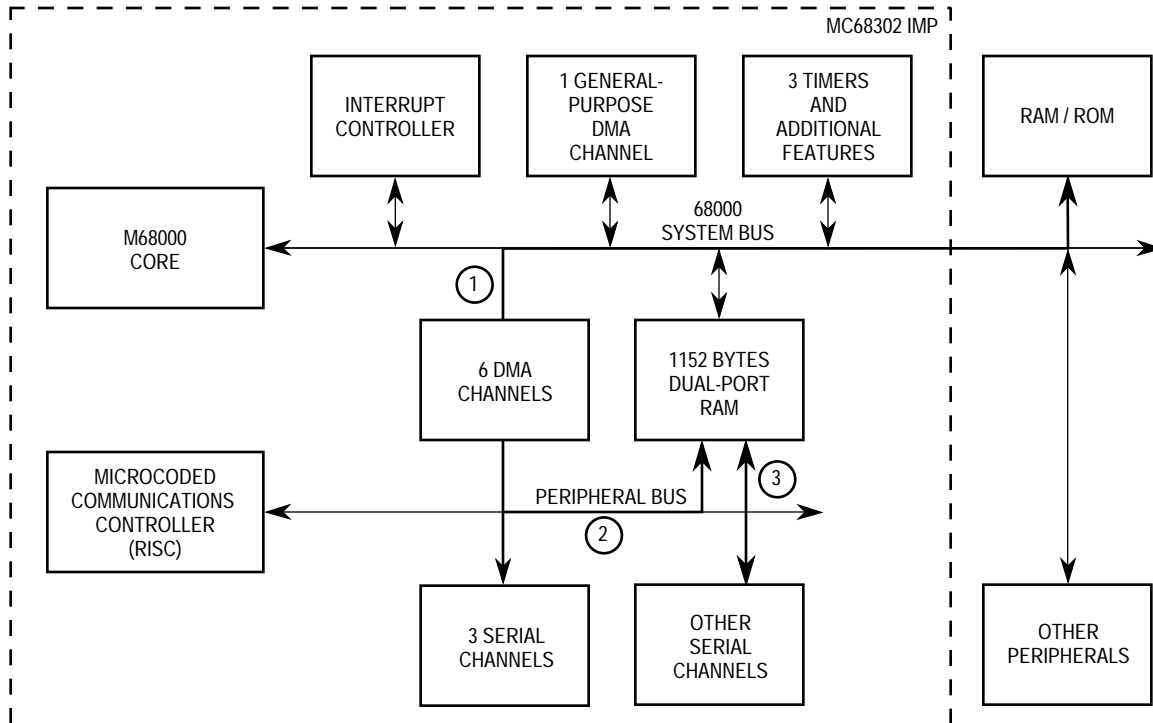 MC68302 IMP
INTERRUPT
CONTROLLER
1 GENERAL-
PURPOSE
DMA
CHANNEL
3 TIMERS
AND
ADDITIONAL
FEATURES
RAM / ROM
M68000
CORE
68000
SYSTEM BUS
1
6 DMA
CHANNELS
1152 BYTES
DUAL-PORT
RAM
MICROCODED
COMMUNICATIONS
CONTROLLER
(RISC)
PERIPHERAL BUS
2
3
3 SERIAL
CHANNELS
OTHER
SERIAL
CHANNELS
OTHER
PERIPHERALS